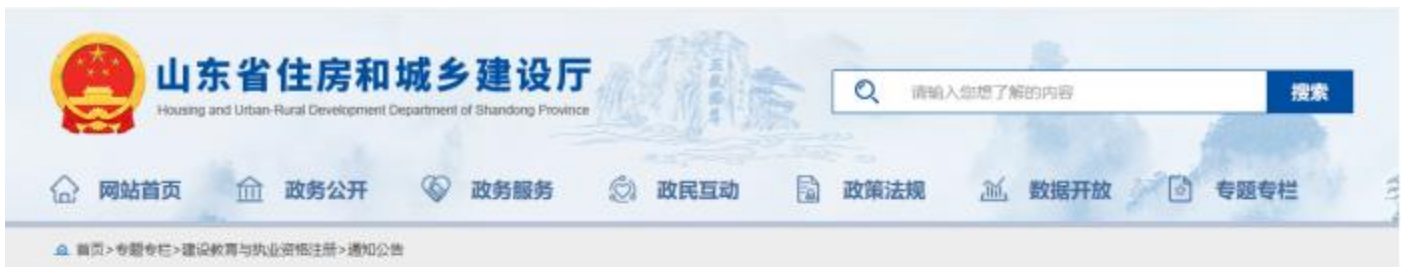 山东省住房和城乡建设厅
Housing and Urban-Rural Development Department of Shandong Province
五岳独尊
请输入您想了解的内容
搜索
网站首页 政务公开 政务服务 政民互动 政策法规 数据开放 专题专栏
首页>专题专栏>建设教育与执业资格注册>通知公告